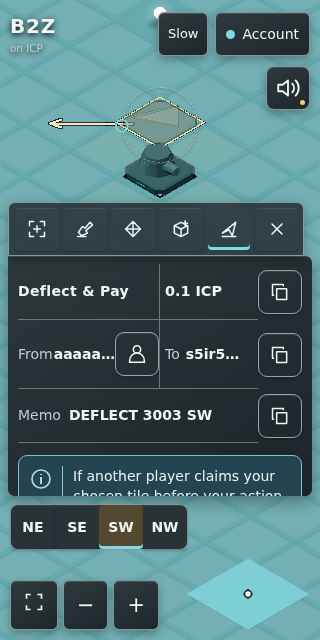 B2Z
on ICP
Slow
Account
Deflect & Pay
0.1 ICP
From aaaaa...
To s5ir5...
Memo DEFLECT 3003 SW
If another player claims your
chosen tile before your action
NE SE SW NW